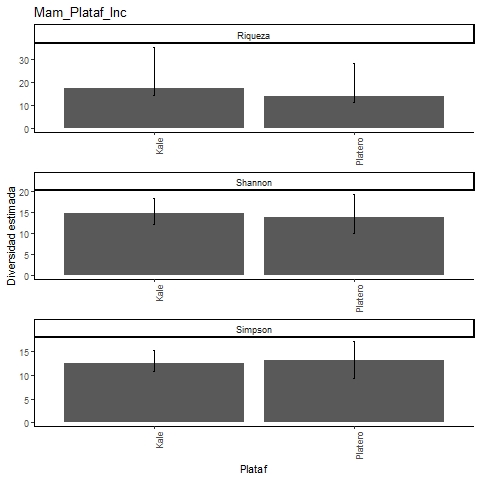 Mam_Plataf_Inc
Riqueza
30
20
10
0
Kale
Platero
Shannon
20
15
10
5
0
Kale
Platero
Simpson
15
10
5
0
Kale
Platero
Diversidad estimada
Plataf